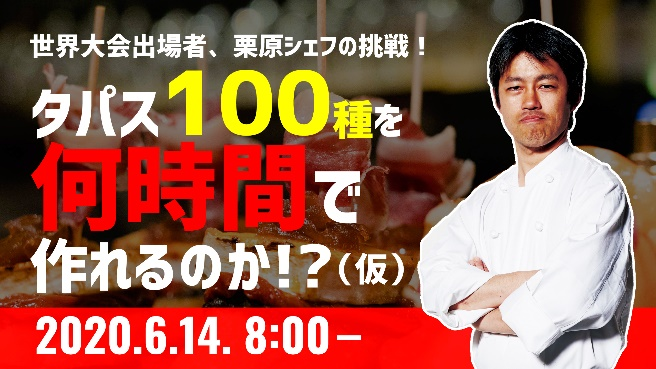 世界大会出場者、栗原シェフの挑戦！
タパス100種を
何時間で
作れるのか!?（仮）
2020.6.14. 8:00－